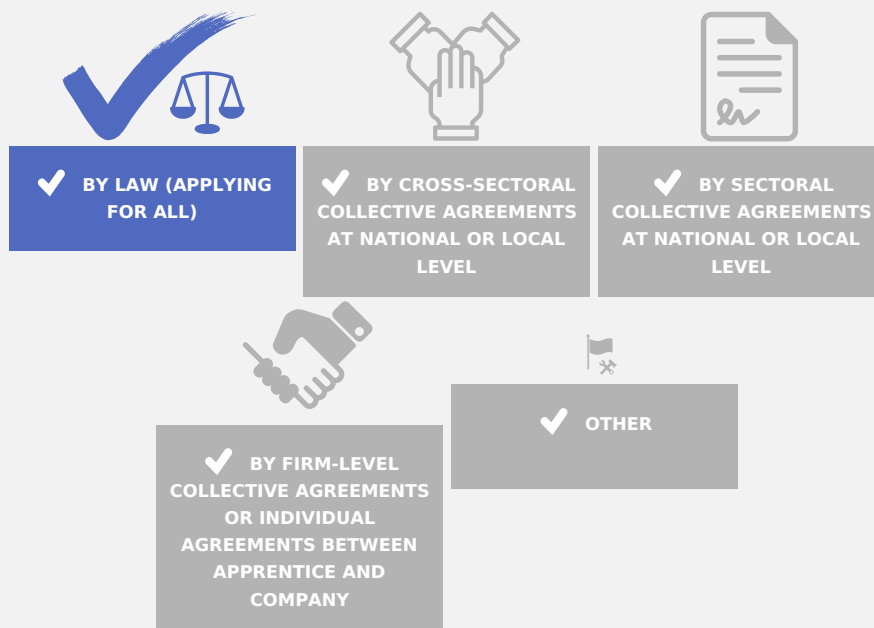 BY LAW (APPLYING
FOR ALL)
BY CROSS-SECTORAL
COLLECTIVE AGREEMENTS
AT NATIONAL OR LOCAL
LEVEL
BY SECTORAL
COLLECTIVE AGREEMENTS
AT NATIONAL OR LOCAL
LEVEL
BY FIRM-LEVEL
COLLECTIVE AGREEMENTS
OR INDIVIDUAL
AGREEMENTS BETWEEN
APPRENTICE AND
COMPANY
OTHER